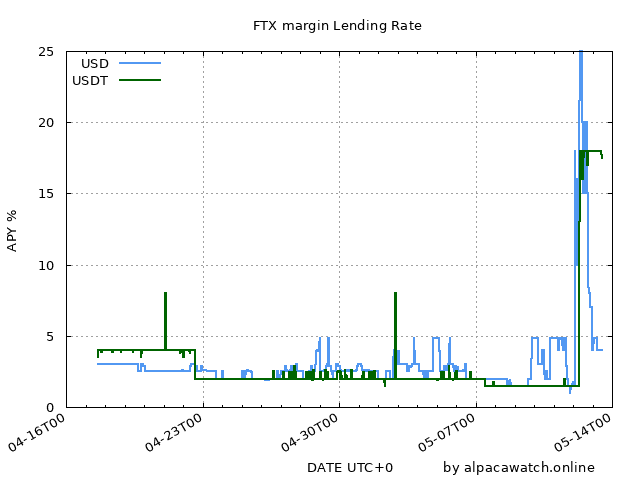 FTX margin Lending Rate
25
USD
USDT
20
15
APY %
10
5
0
04-16T00
04-23T00
04-30T00
05-07T00
05-14T00
DATE UTC+0
by alpacawatch.online